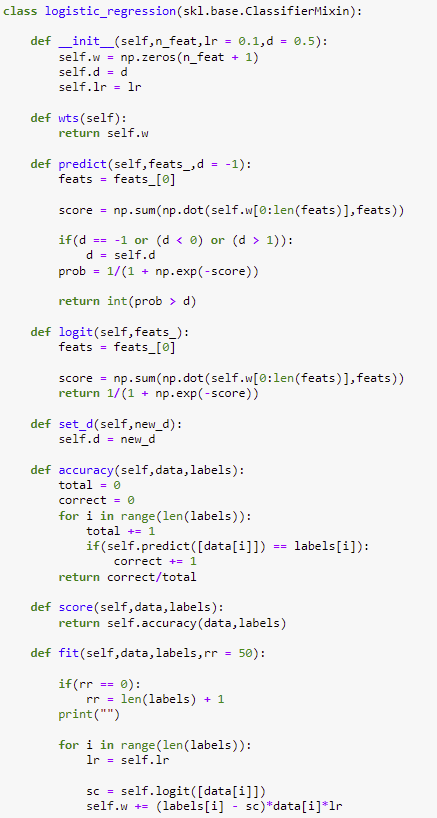 class logistic_regression(skl.base.ClassifierMixin):
def __init__(self,n_feat,lr = 0.1,d = 0.5):
self.w = np.zeros(n_feat + 1)
self.d = d
self.lr = lr
def wts(self):
return self.w
def predict(self,feats_,d = -1):
feats = feats_[0]
score = np.sum(np.dot(self.w[0:len(feats)],feats))
if(d == -1 or (d < 0) or (d > 1)):
d = self.d
prob = 1/(1 + np.exp(-score))
return int(prob > d)
def logit(self,feats_):
feats = feats_[0]
score = np.sum(np.dot(self.w[0:len(feats)],feats))
return 1/(1 + np.exp(-score))
def set_d(self,new_d):
self.d = new_d
def accuracy(self,data,labels):
total = 0
correct = 0
for i in range(len(labels)):
total += 1
if(self.predict([data[i]]) == labels[i]):
correct += 1
return correct/total
def score(self,data,labels):
return self.accuracy(data,labels)
def fit(self,data,labels,rr = 50):
if(rr == 0):
rr = len(labels) + 1
print("")
for i in range(len(labels)):
lr = self.lr
sc = self.logit([data[i]])
self.w += (labels[i] - sc)*data[i]*lr